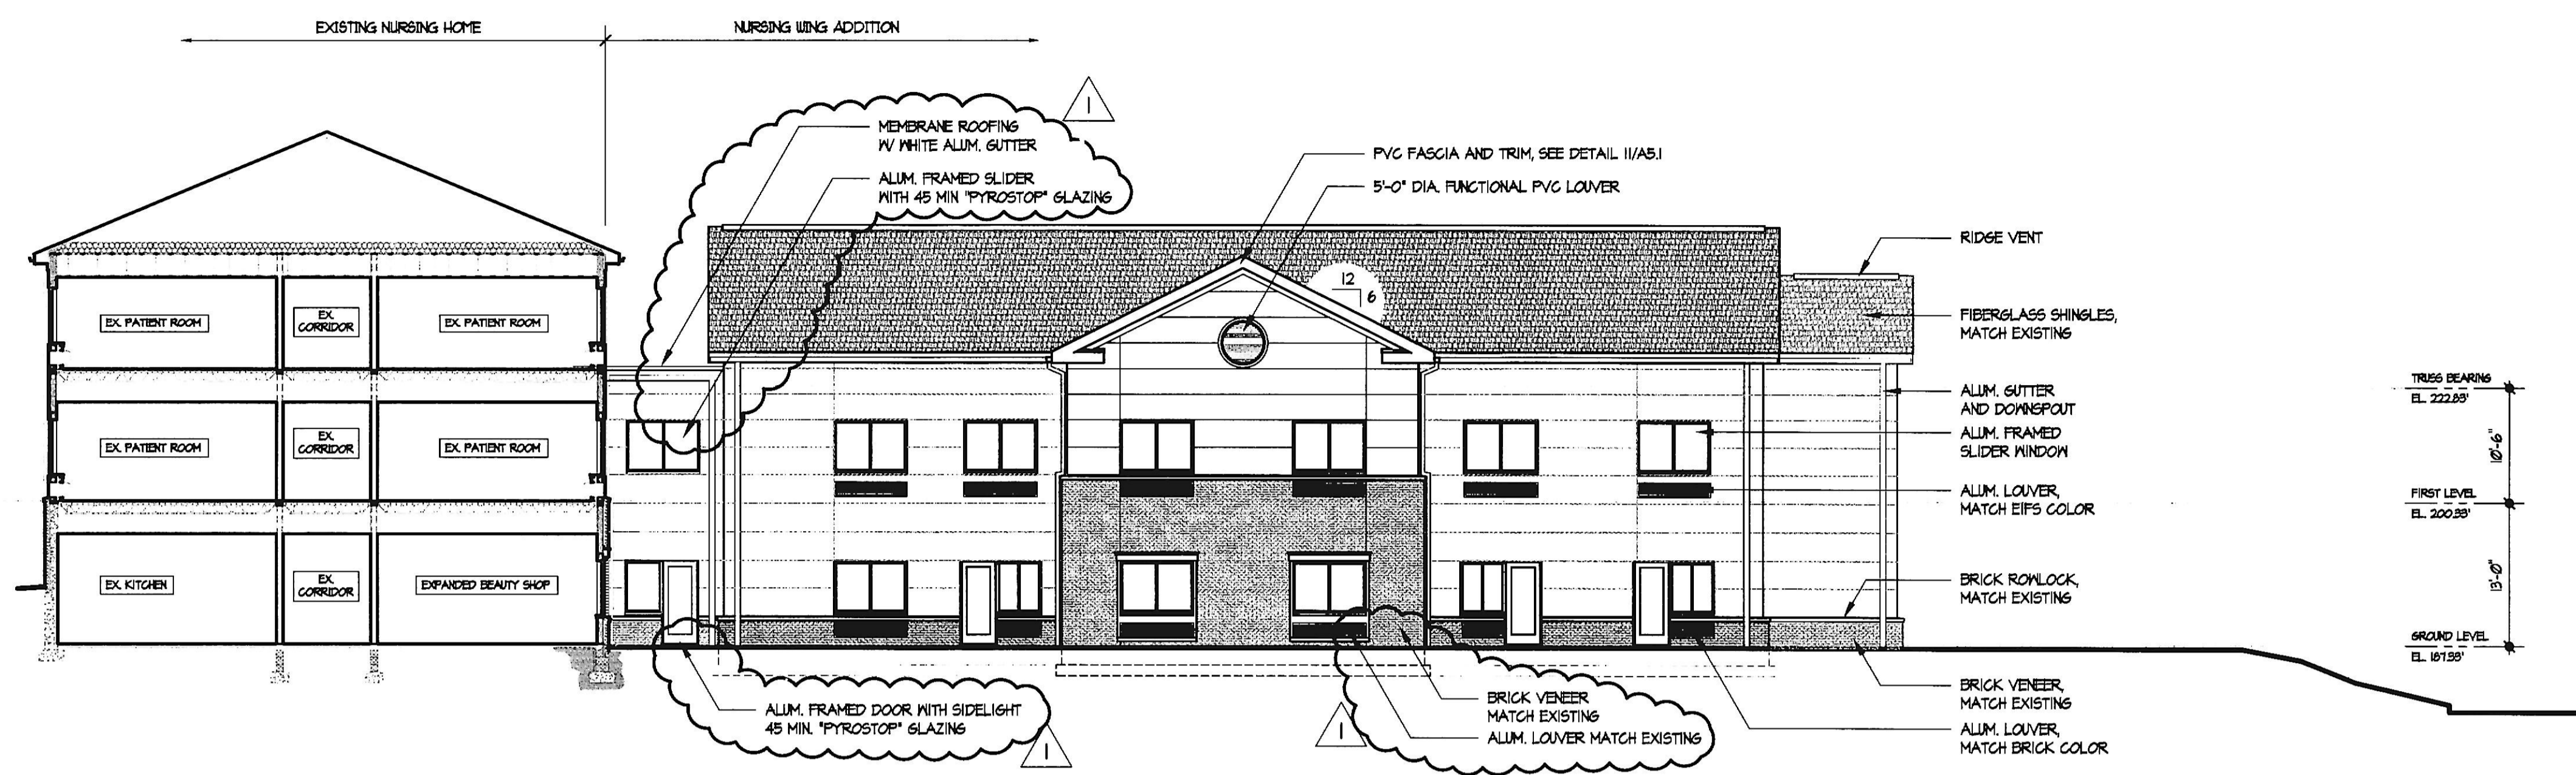 EXISTING NURSING HOME
NURSING WING ADDITION
1
MEMBRANE ROOFING
W/ WHITE ALUM. GUTTER
ALUM. FRAMED SLIDER
WITH 45 MIN "PYROSTOP" GLAZING
PVC FASCIA AND TRIM, SEE DETAIL 11/A5.1
5'-0" DIA. FUNCTIONAL PVC LOUVER
12
6
RIDGE VENT
FIBERGLASS SHINGLES,
MATCH EXISTING
EX. PATIENT ROOM
EX.
CORRIDOR
EX. PATIENT ROOM
EX. PATIENT ROOM
EX.
CORRIDOR
EX. PATIENT ROOM
EX. KITCHEN
EX.
CORRIDOR
EXPANDED BEAUTY SHOP
ALUM. GUTTER
AND DOWNSPOUT
ALUM. FRAMED
SLIDER WINDOW
ALUM. LOUVER,
MATCH EIFS COLOR
BRICK ROWLOCK,
MATCH EXISTING
BRICK VENEER,
MATCH EXISTING
ALUM. LOUVER,
MATCH BRICK COLOR
TRUSS BEARING
EL. 222.83'
10'-6"
FIRST LEVEL
EL. 200.33'
13'-0"
GROUND LEVEL
EL. 187.33'
ALUM. FRAMED DOOR WITH SIDELIGHT
45 MIN. "PYROSTOP" GLAZING
1
BRICK VENEER
MATCH EXISTING
ALUM. LOUVER MATCH EXISTING
1